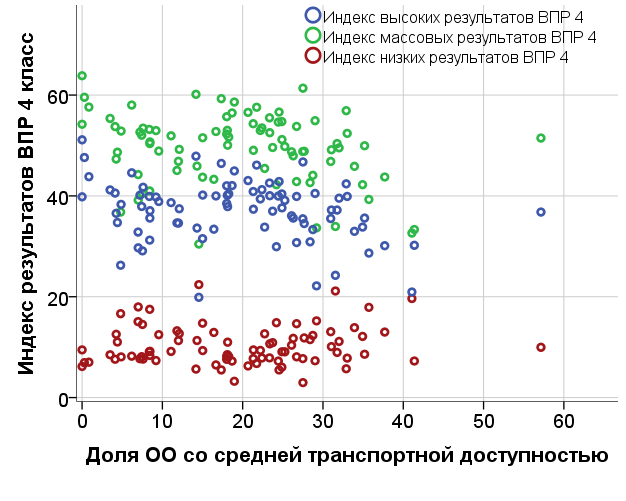 Индекс высоких результатов ВПР 4
Индекс массовых результатов ВПР 4
Индекс низких результатов ВПР 4
Индекс результатов ВПР 4 класс
60
40
20
0
0 10 20 30 40 50 60
Доля ОО со средней транспортной доступностью